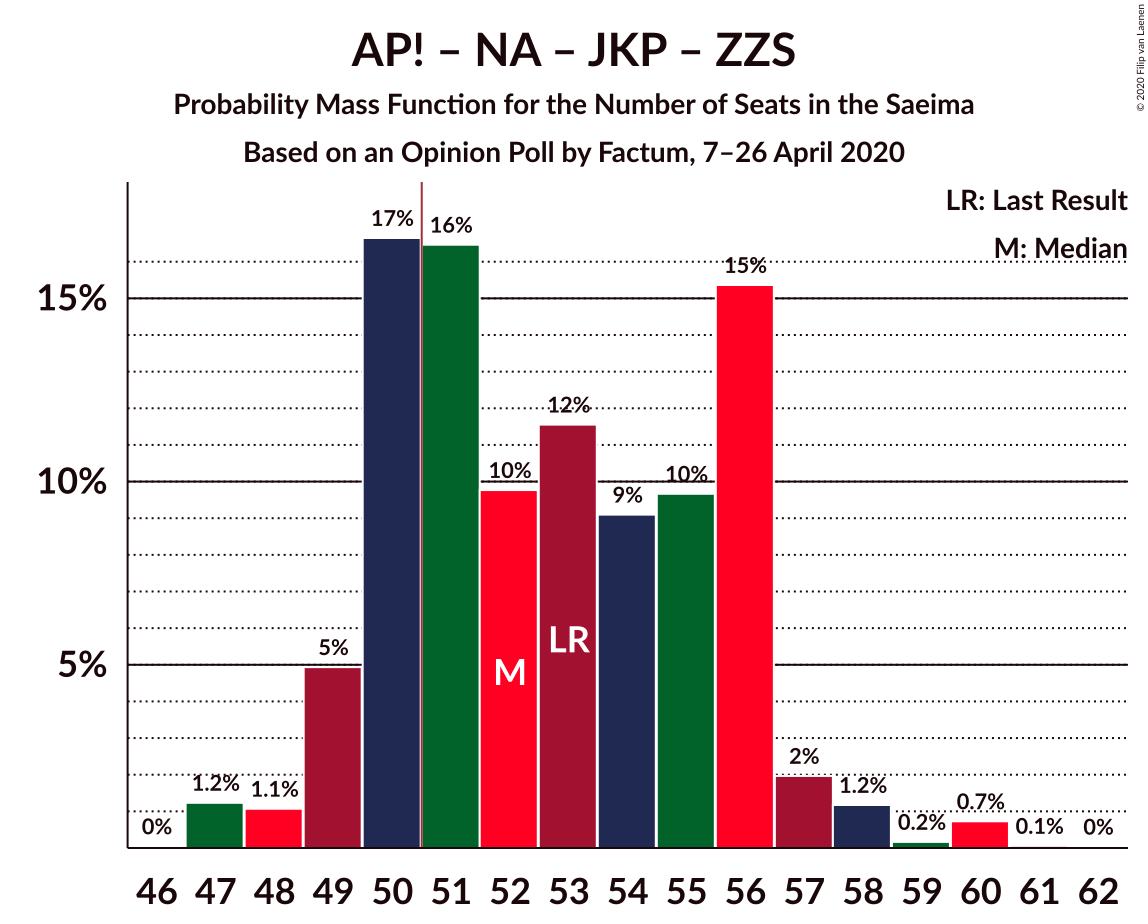 AP! – NA – JKP – ZZS
Probability Mass Function for the Number of Seats in the Saeima
Based on an Opinion Poll by Factum, 7–26 April 2020
© 2020 Filip van Laenen
LR: Last Result
M: Median
15%
10%
5%
0%
1.2%
1.1%
5%
17%
16%
10%
12%
9%
10%
15%
2%
1.2%
0.2%
0.7%
0.1%
0%
M
LR
46 47 48 49 50 51 52 53 54 55 56 57 58 59 60 61 62